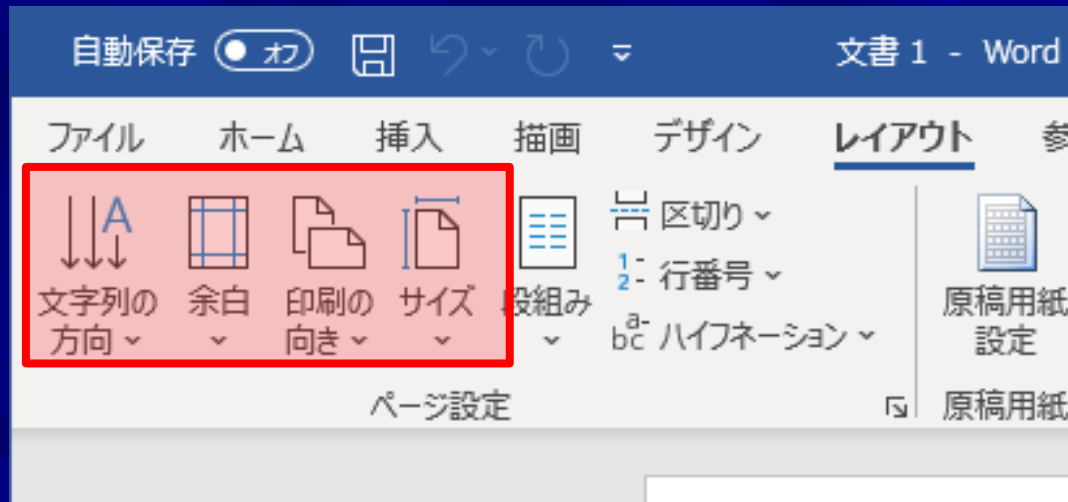 自動保存 オフ 文書 1 - Word
ファイル ホーム 挿入 描画 デザイン レイアウト 参
文字列の方向
余白
印刷の向き
サイズ
段組み
区切り
行番号
ハイフネーション
原稿用紙
設定
ページ設定
原稿用紙